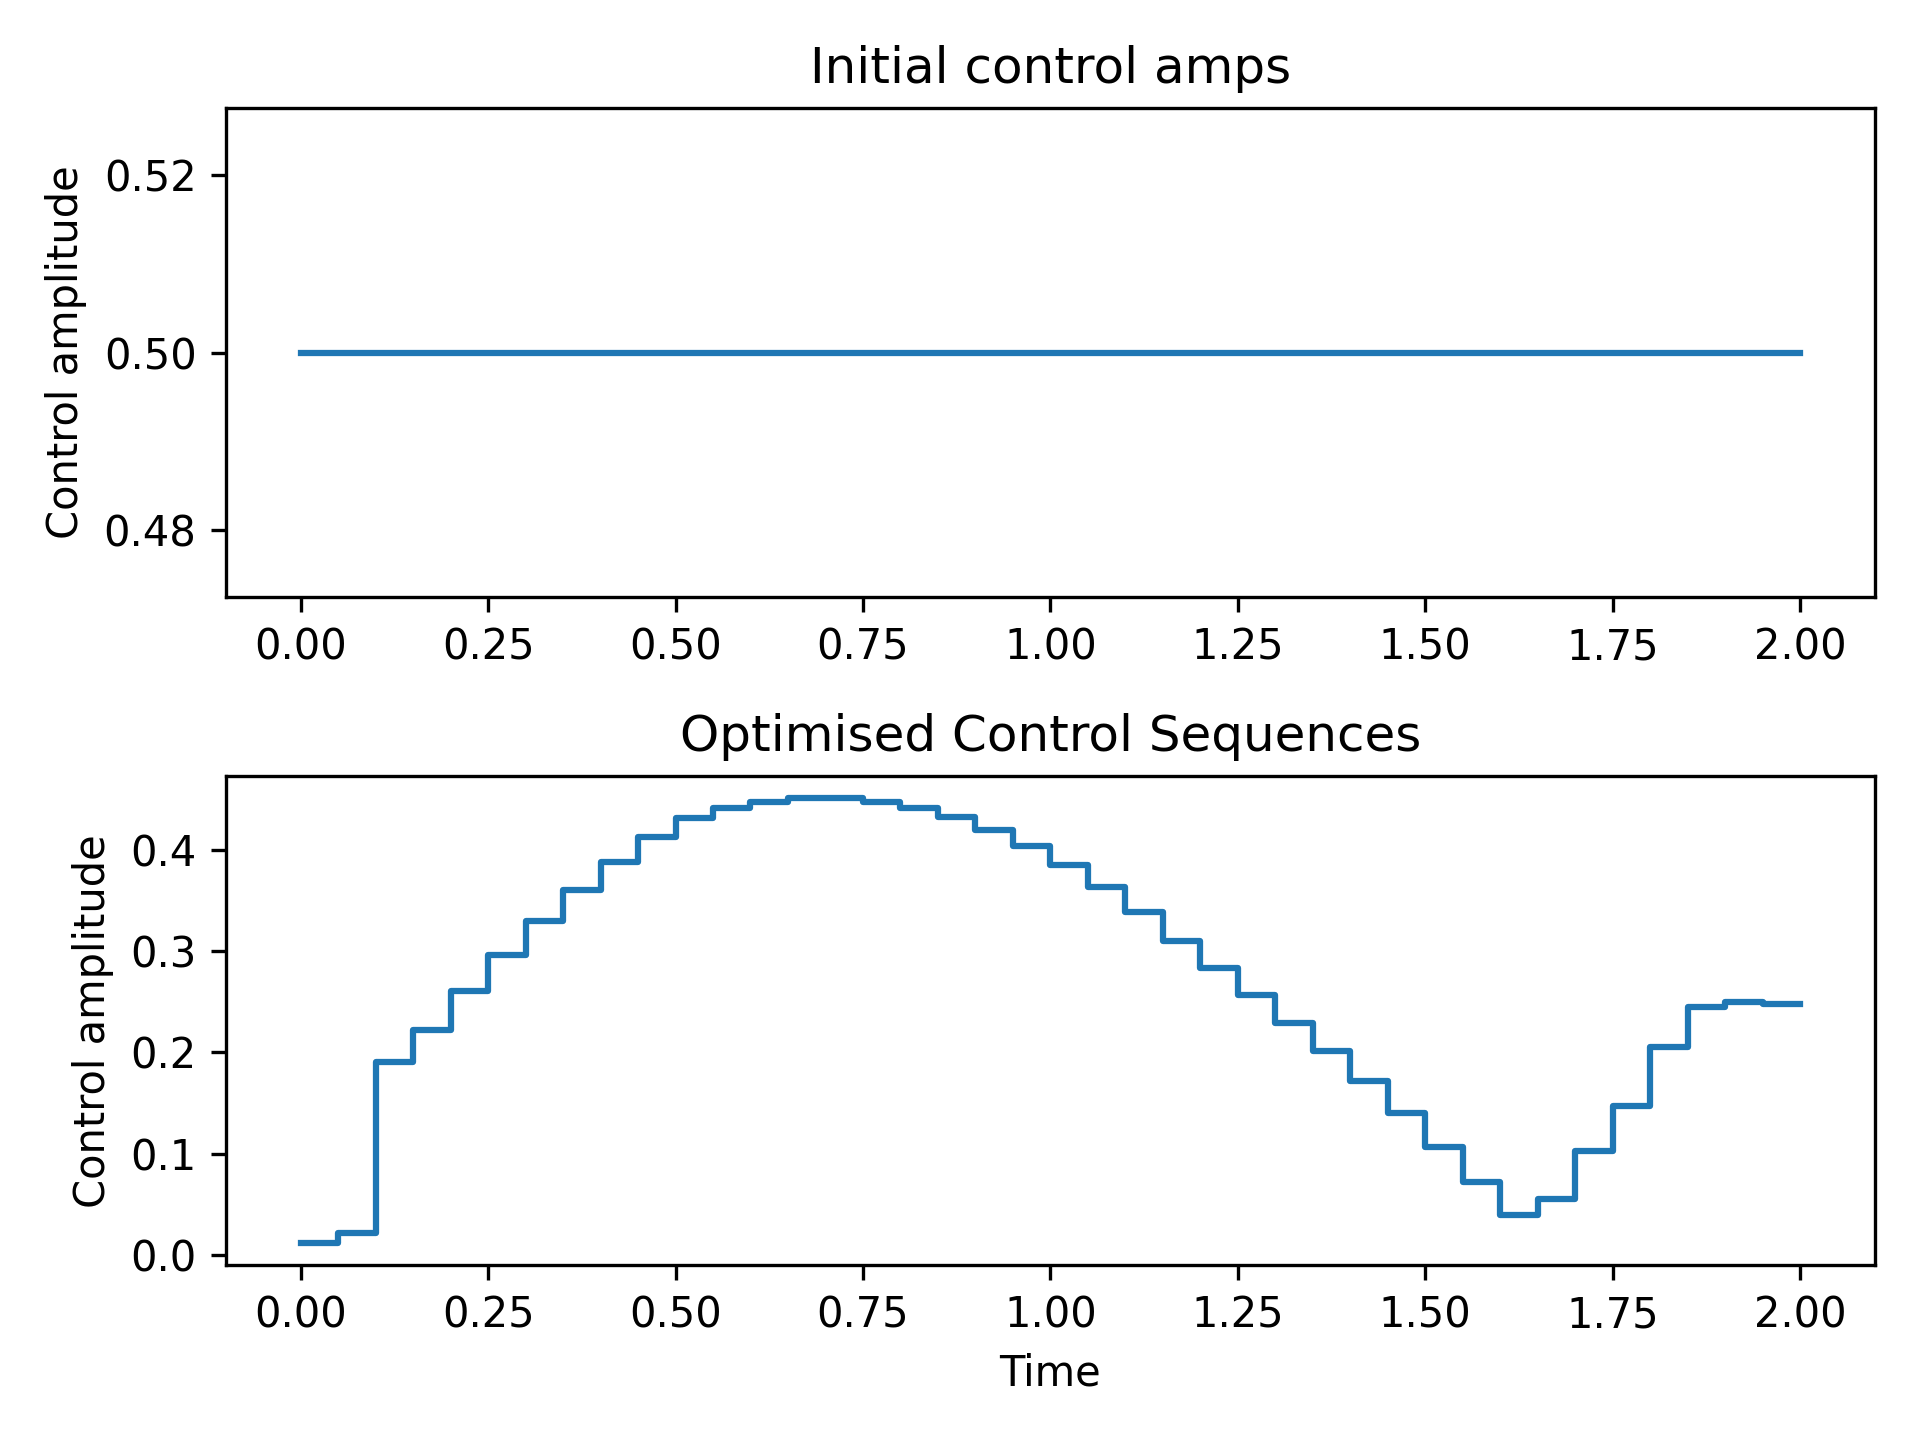 Initial control amps
Control amplitude
0.52
0.50
0.48
0.00 0.25 0.50 0.75 1.00 1.25 1.50 1.75 2.00
Optimised Control Sequences
Control amplitude
0.4
0.3
0.2
0.1
0.0
0.00 0.25 0.50 0.75 1.00 1.25 1.50 1.75 2.00
Time